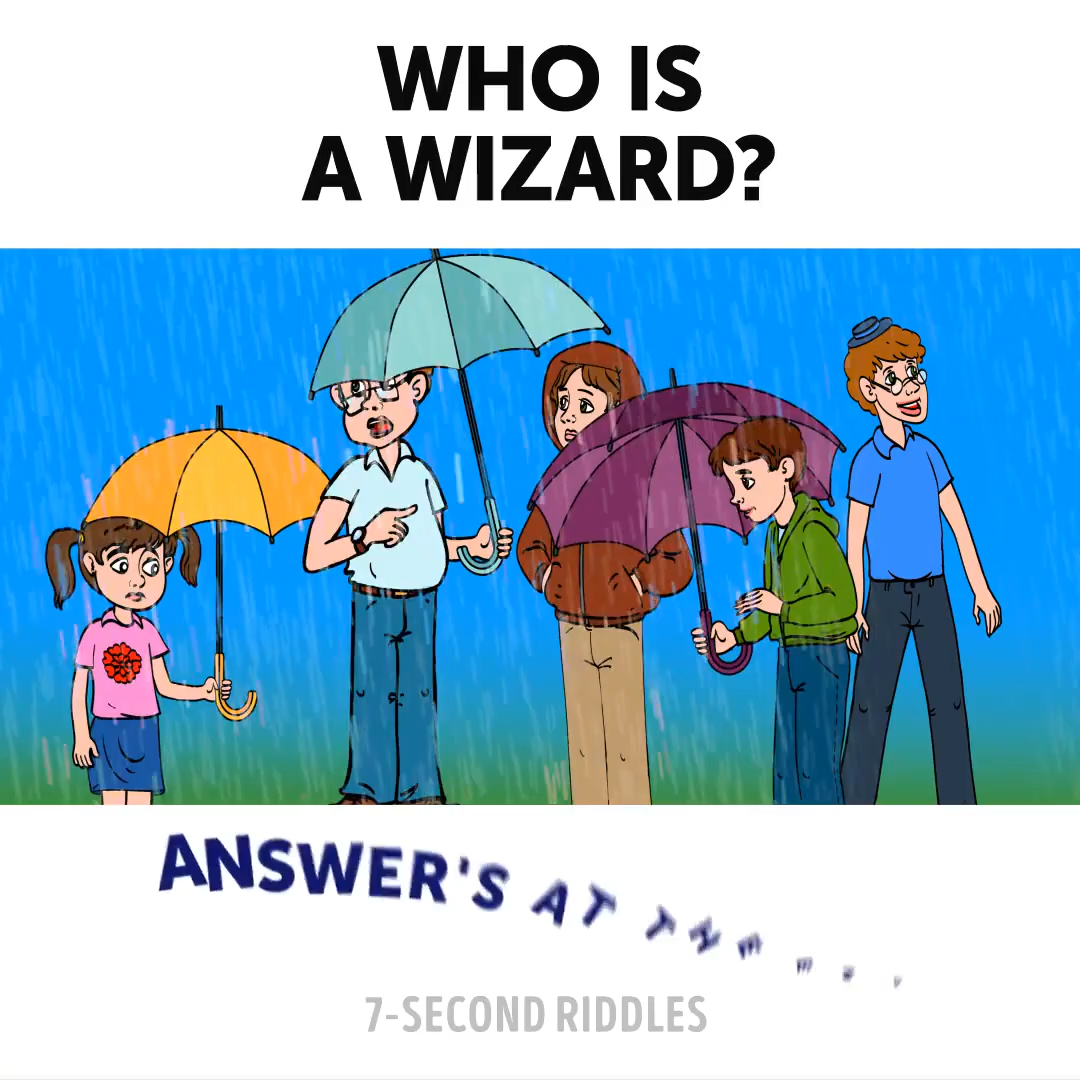 WHO IS
A WIZARD?
ANSWER'S AT THE
7-SECOND RIDDLES